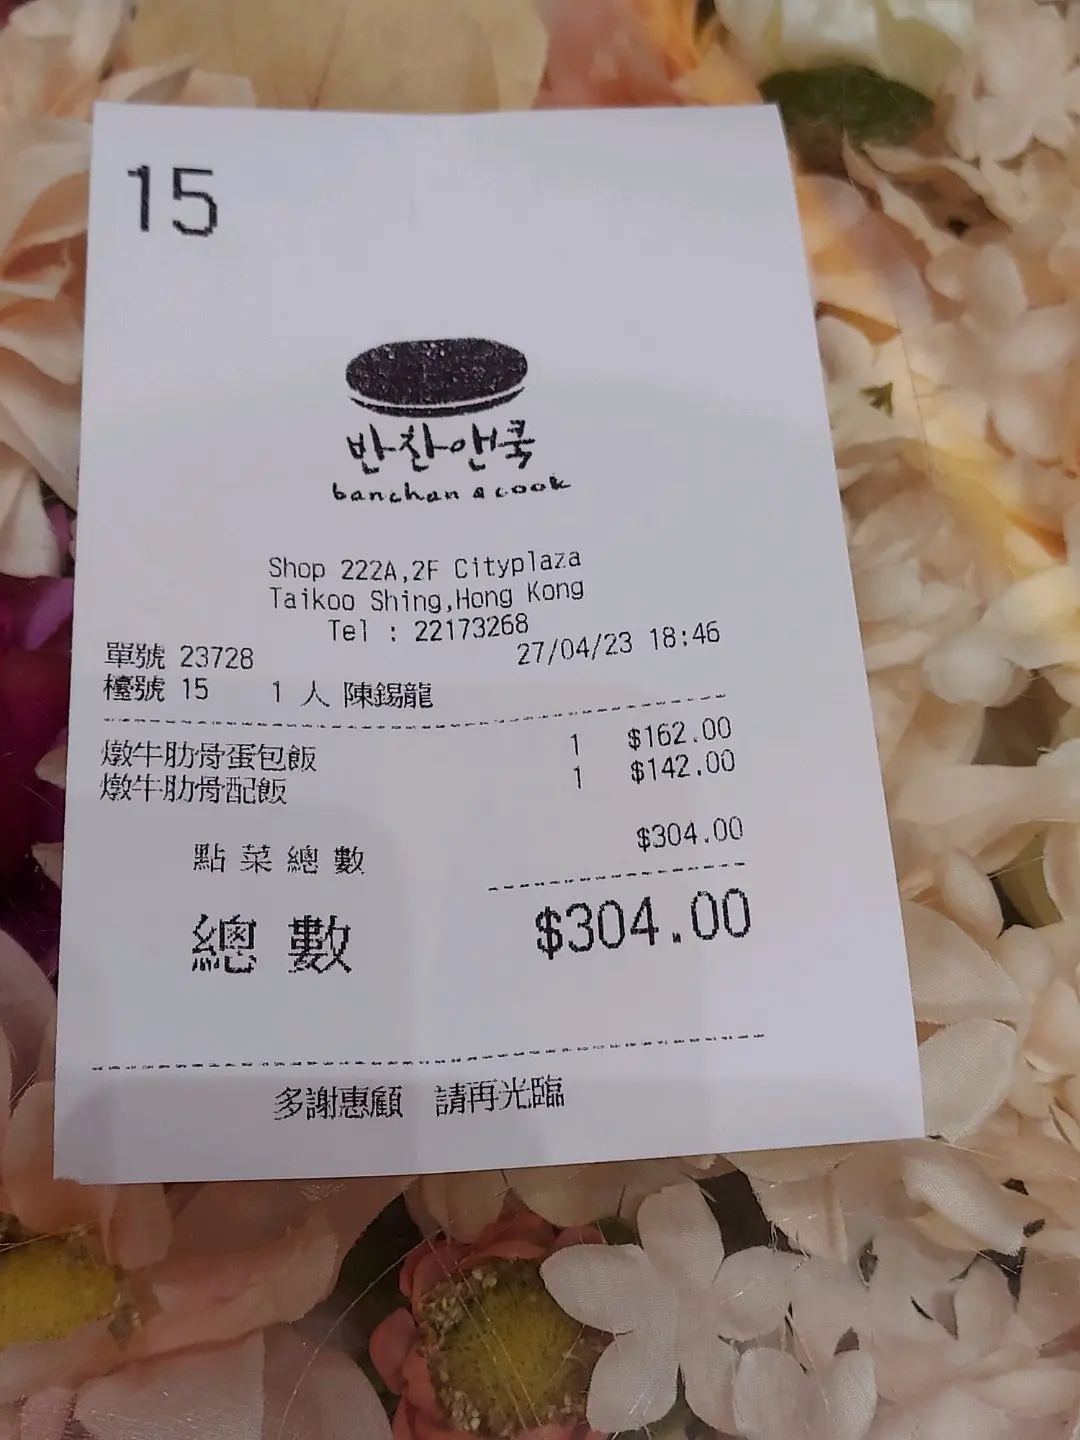 15
반찬앤쿡
banchan & cook
Shop 222A,2F Cityplaza
Taikoo Shing,Hong Kong
Tel : 22173268
單號 23728 27/04/23 18:46
檯號 15 1 人 陳錫龍
燉牛肋骨蛋包飯 1 $162.00
燉牛肋骨配飯 1 $142.00
點菜總數 $304.00
總數 $304.00
多謝惠顧 請再光臨